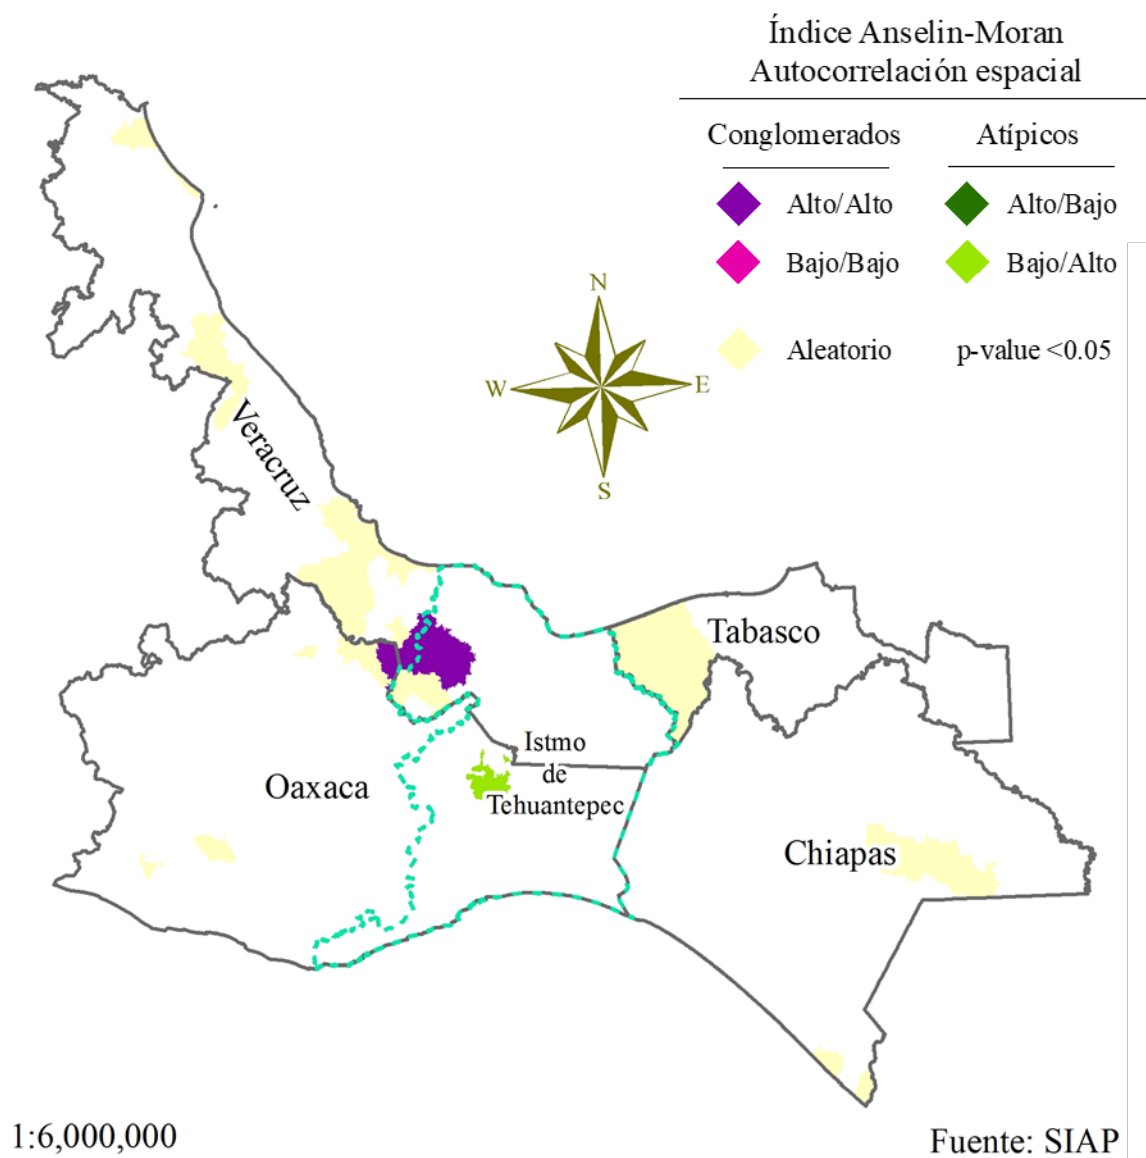 Índice Anselin-Moran
Autocorrelación espacial
Conglomerados
Atípicos
Alto/Alto
Alto/Bajo
Bajo/Bajo
Bajo/Alto
Aleatorio
p-value <0.05
N
W
E
S
Veracruz
Tabasco
Istmo
de
Tehuantepec
Oaxaca
Chiapas
1:6,000,000
Fuente: SIAP